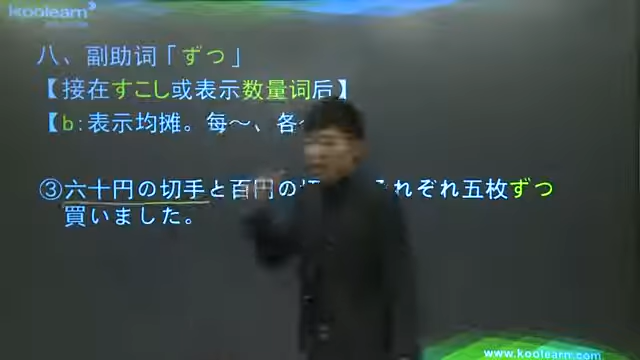 koolearn
八、副助词「ずつ」
【接在すこし或表示数量词后】
【b:表示均摊。每～、各～
③六十円の切手と百円の切 れぞれ五枚ずつ
買いました。
www.koolearn.com